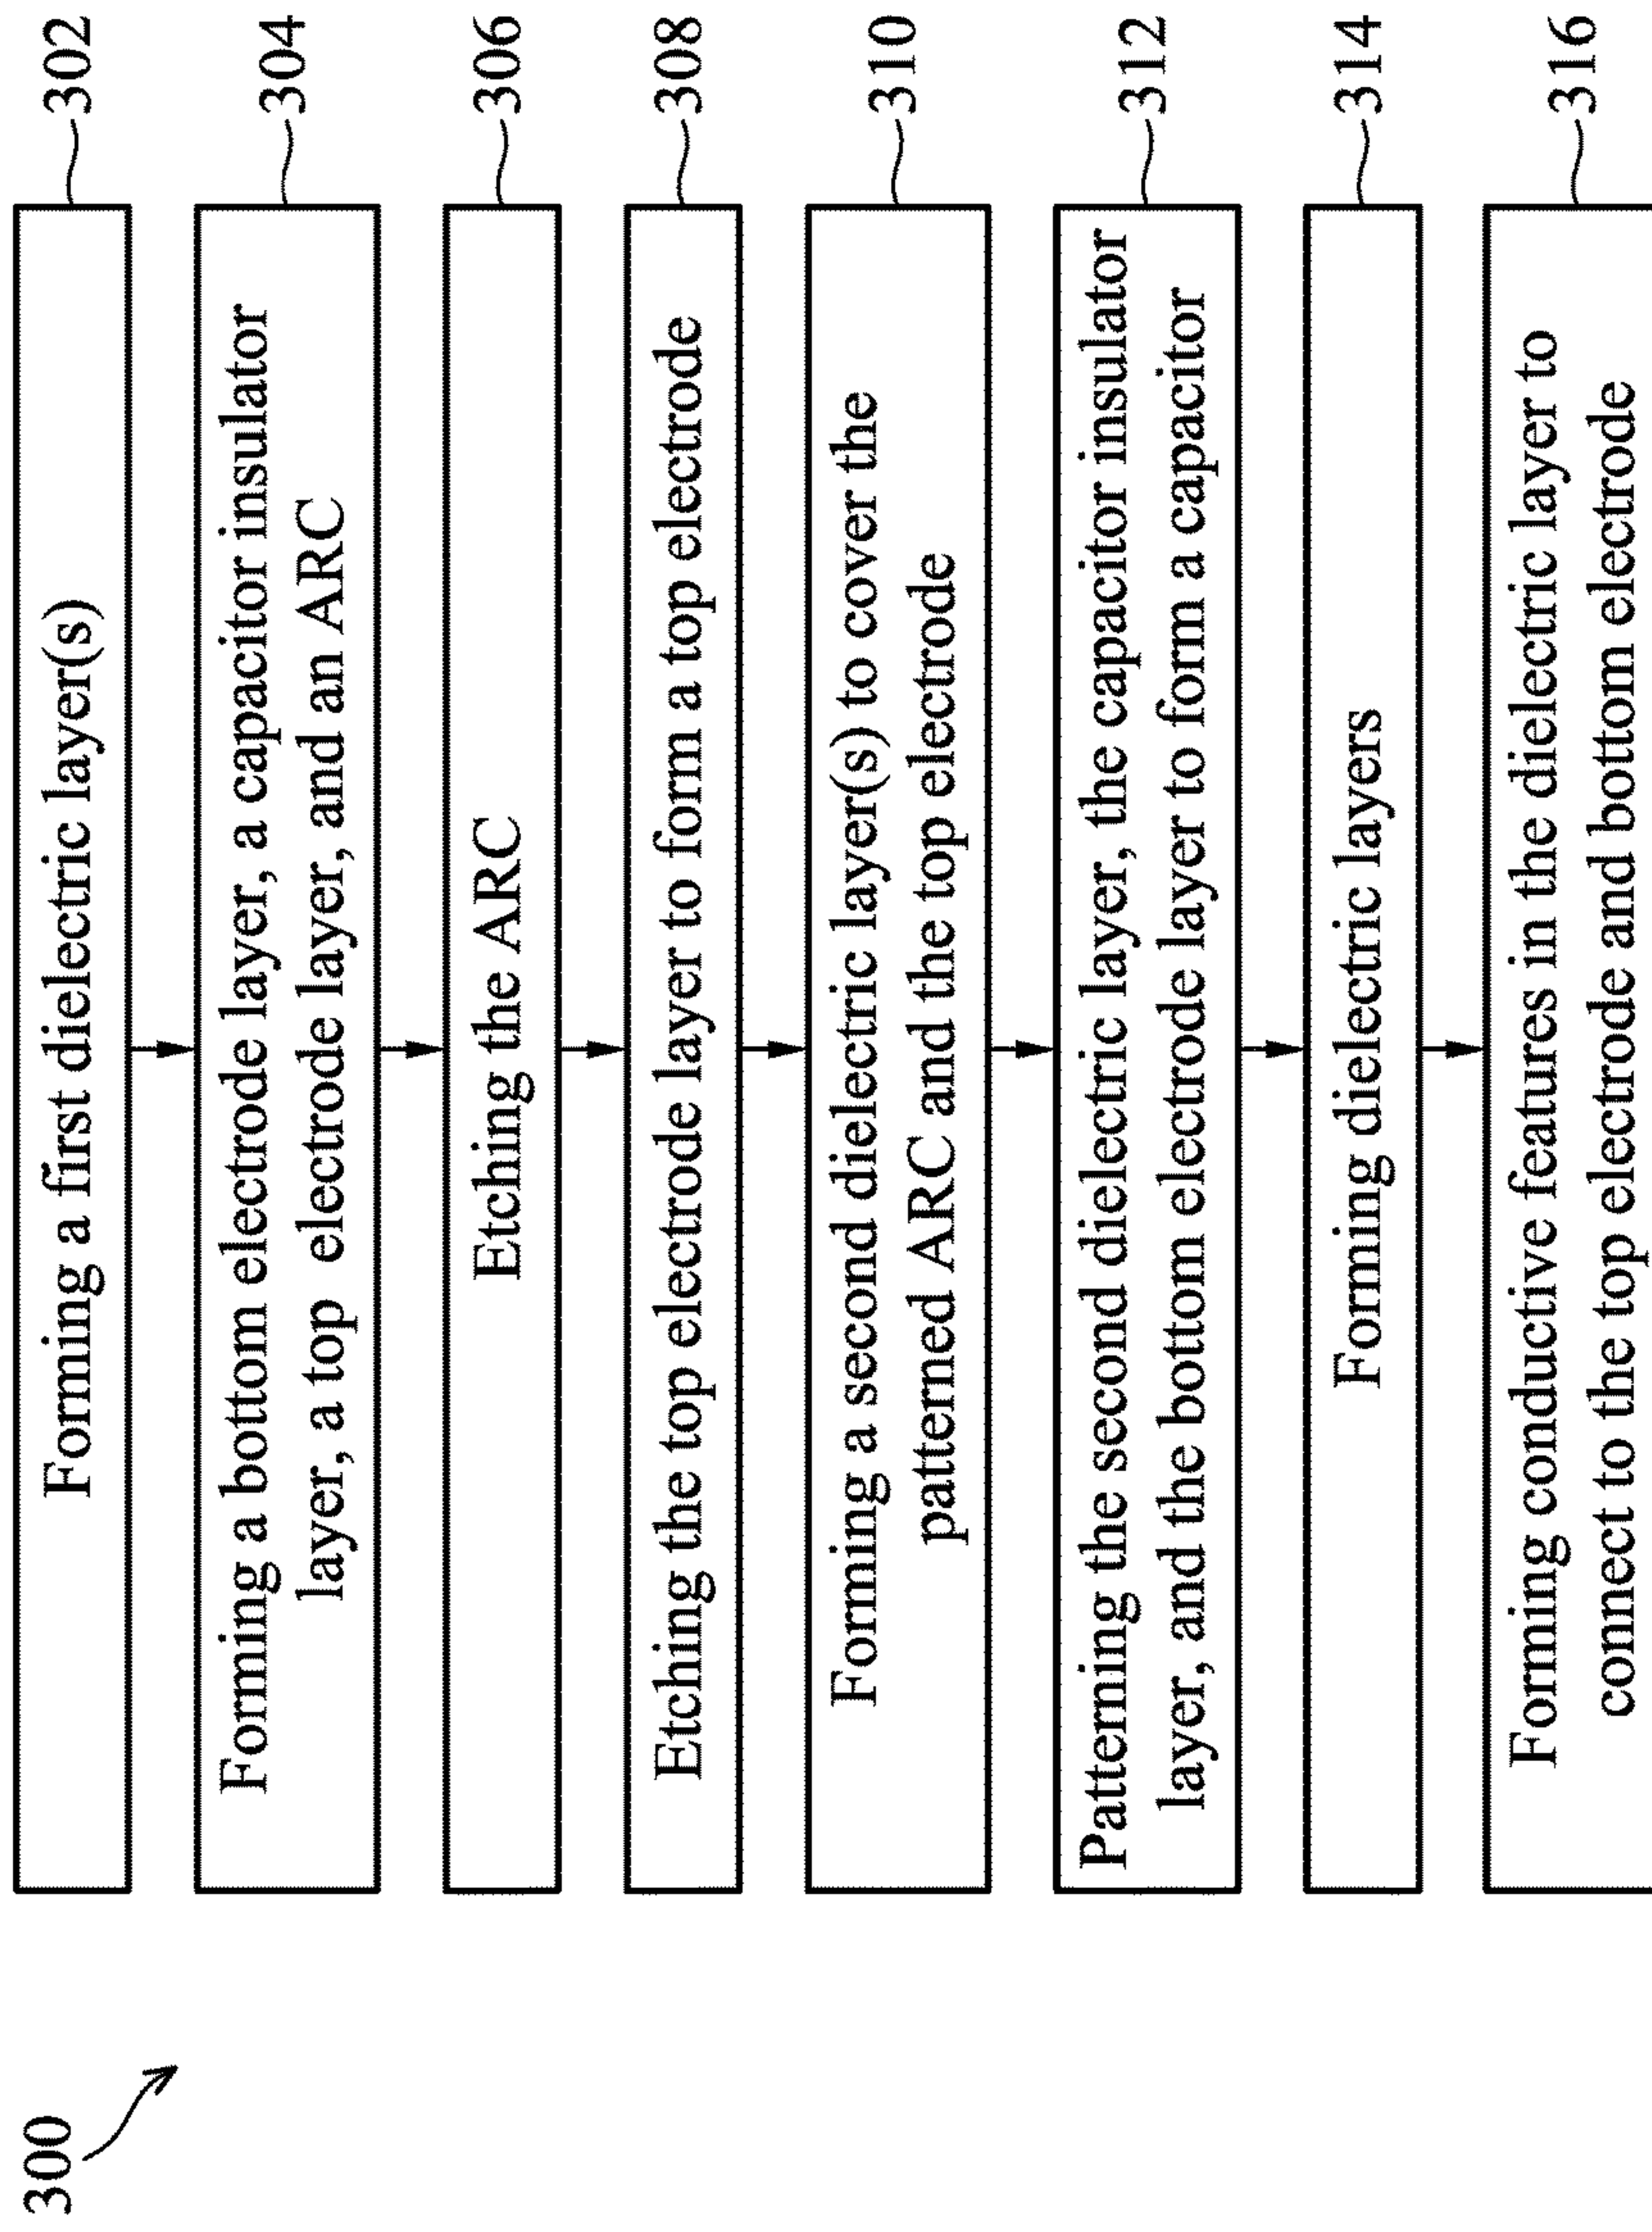 300
Forming a first dielectric layer(s)
302
Forming a bottom electrode layer, a capacitor insulator
layer, a top electrode layer, and an ARC
304
Etching the ARC
306
Etching the top electrode layer to form a top electrode
308
Forming a second dielectric layer(s) to cover the
patterned ARC and the top electrode
310
Patterning the second dielectric layer, the capacitor insulator
layer, and the bottom electrode layer to form a capacitor
312
Forming dielectric layers
314
Forming conductive features in the dielectric layer to
connect to the top electrode and bottom electrode
316